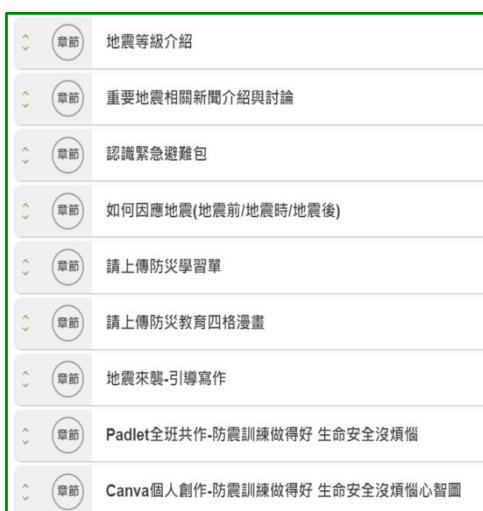 章節 地震等級介紹
章節 重要地震相關新聞介紹與討論
章節 認識緊急避難包
章節 如何因應地震(地震前/地震時/地震後)
章節 請上傳防災學習單
章節 請上傳防災教育四格漫畫
章節 地震來襲-引導寫作
章節 Padlet全班共作-防震訓練做得好 生命安全沒煩惱
章節 Canva個人創作-防震訓練做得好 生命安全沒煩惱心智圖